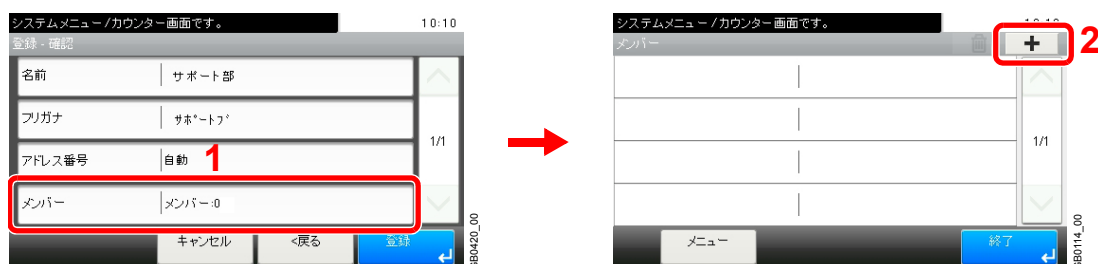 システムメニュー/カウンター画面です。
10:10
登録 - 確認
名前 サポート部
フリガナ ｻﾎﾟｰﾄﾌﾞ
アドレス番号 自動
1
メンバー メンバー:0
1/1
キャンセル
<戻る
登録
GB0420_00
システムメニュー/カウンター画面です。
10:10
メンバー
+
2
1/1
メニュー
終了
GB0114_00